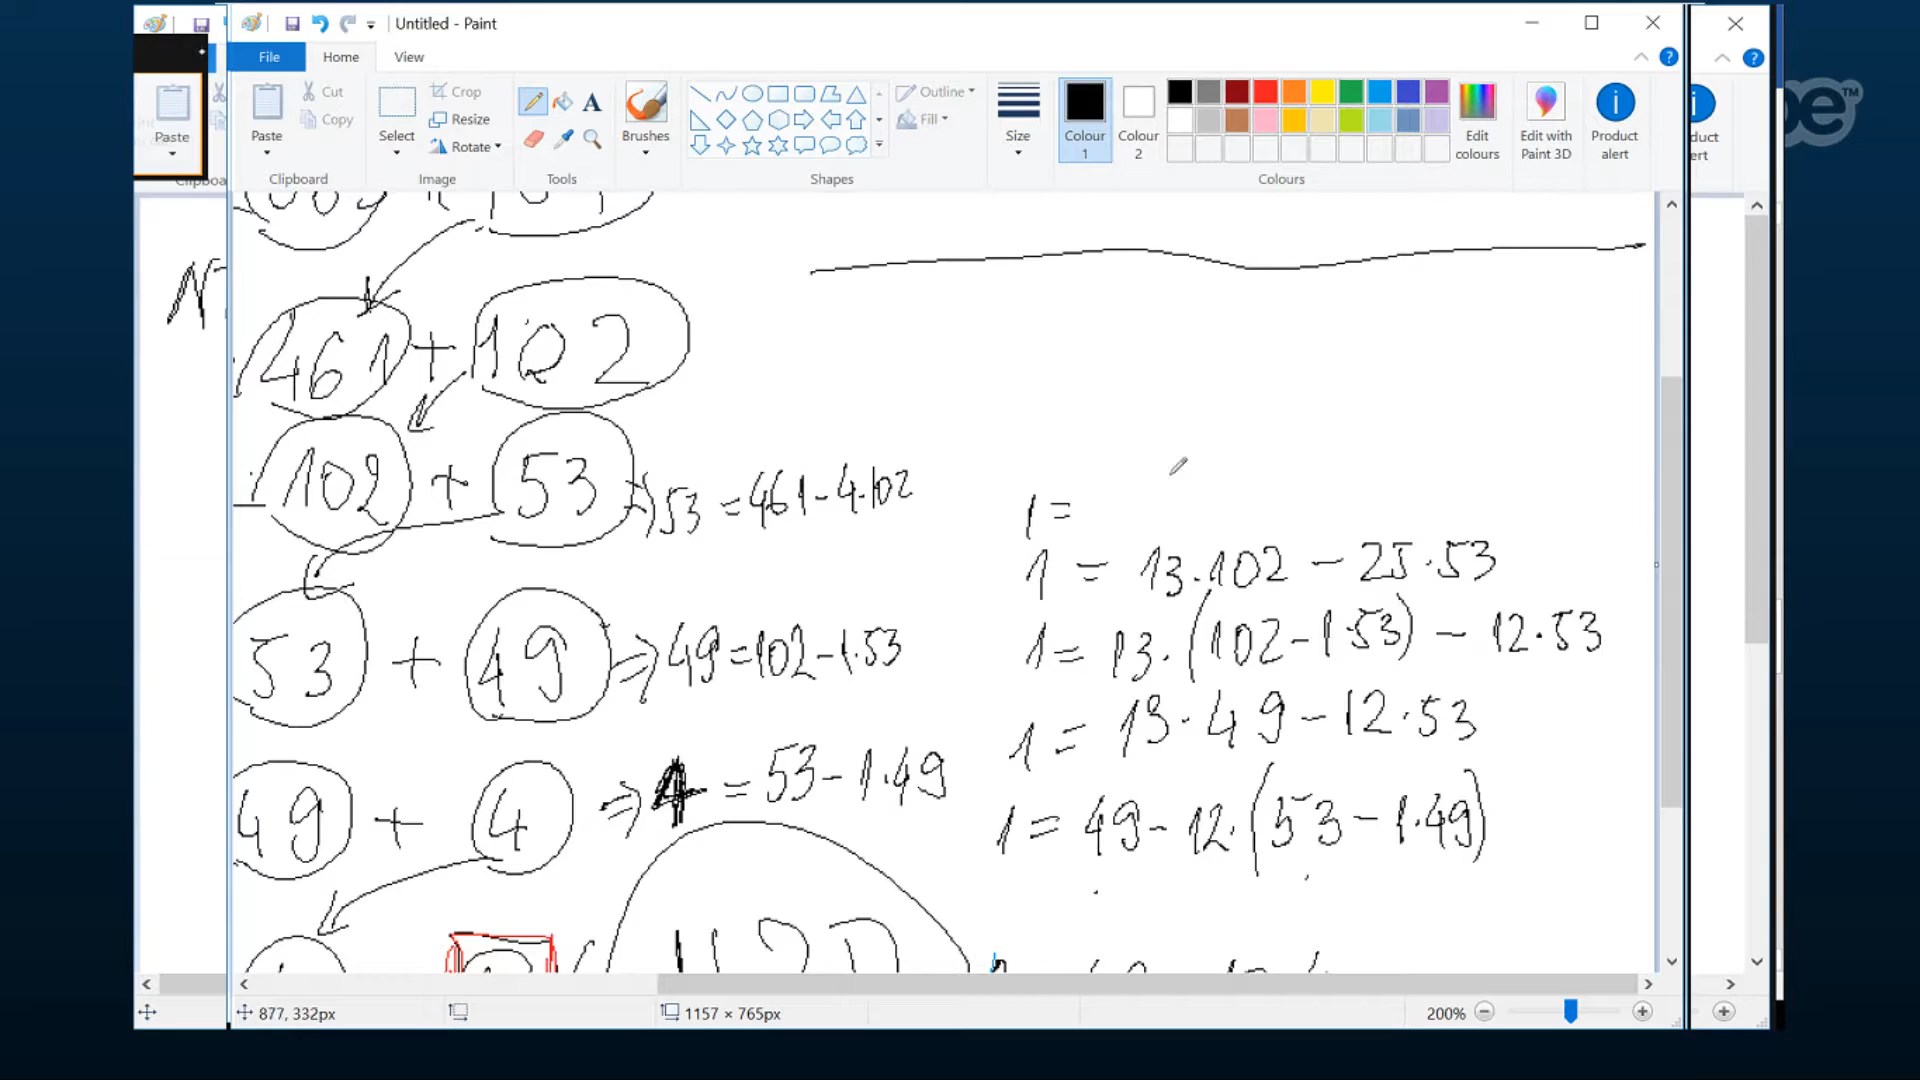 Untitled - Paint
File Home View
Paste
Cut
Copy
Clipboard
Select
Crop
Resize
Rotate
Image
Tools
Brushes
Shapes
Outline
Fill
Size
Colour 1
Colour 2
Edit colours
Edit with Paint 3D
Product alert
Colours
Paste
461 + 102
102 + 53 => 53 = 461 - 4.102
53 + 49 => 49 = 102 - 1.53
49 + 4 => 4 = 53 - 1.49
1 =
1 = 13.102 - 25.53
1 = 13.(102 - 1.53) - 12.53
1 = 13.49 - 12.53
1 = 49 - 12.(53 - 1.49)
877, 332px
1157 × 765px
200%